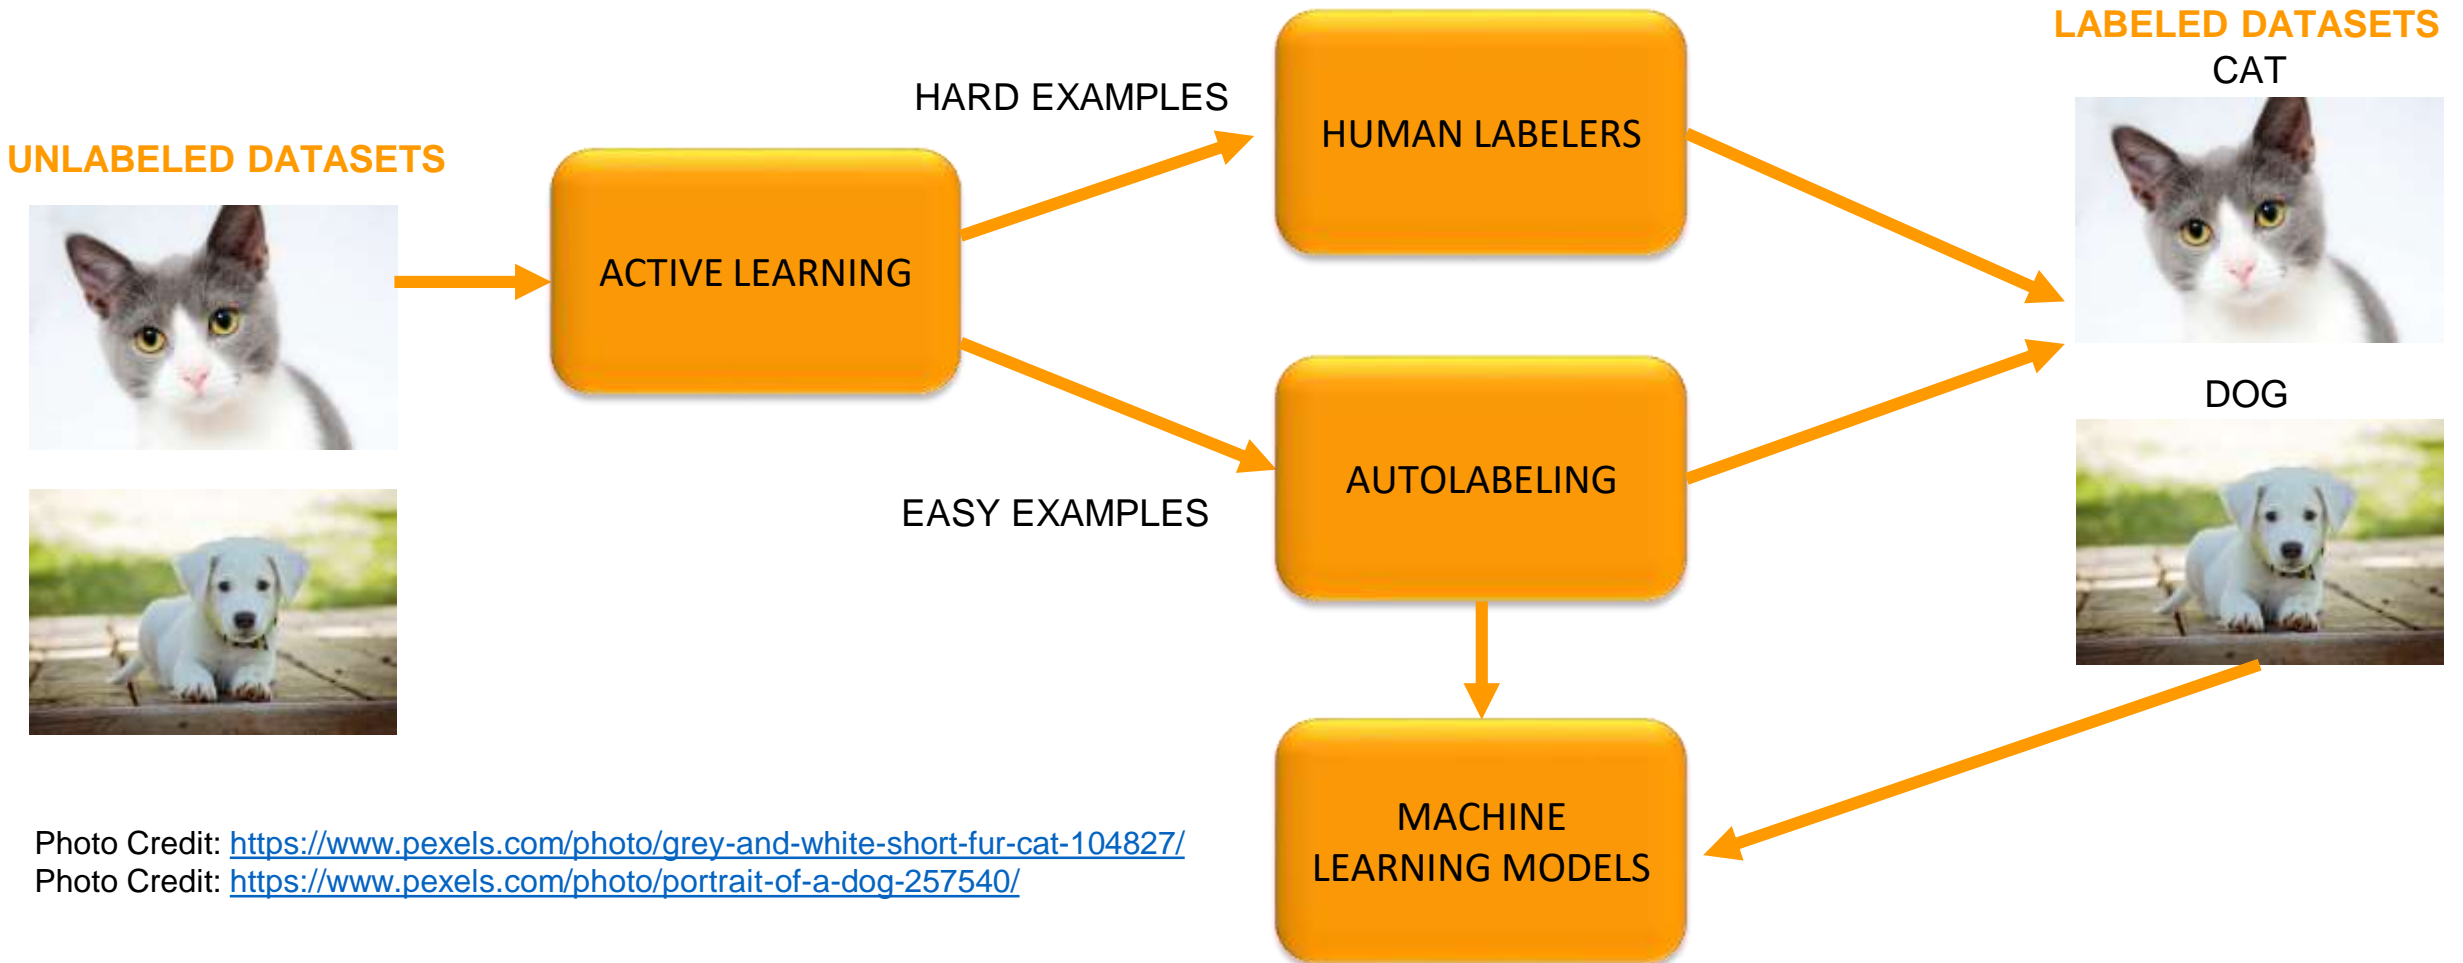 UNLABELED DATASETS
ACTIVE LEARNING
HARD EXAMPLES
EASY EXAMPLES
HUMAN LABELERS
AUTOLABELING
MACHINE
LEARNING MODELS
LABELED DATASETS
CAT
DOG
Photo Credit: https://www.pexels.com/photo/grey-and-white-short-fur-cat-104827/
Photo Credit: https://www.pexels.com/photo/portrait-of-a-dog-257540/